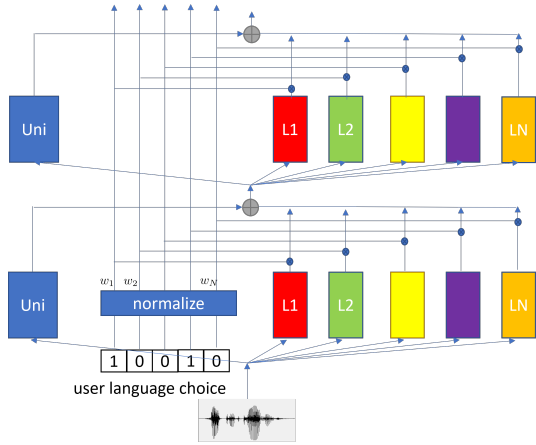 Uni L1 L2 LN
w1 w2 wN
Uni normalize L1 L2 LN
1 0 0 1 0
user language choice